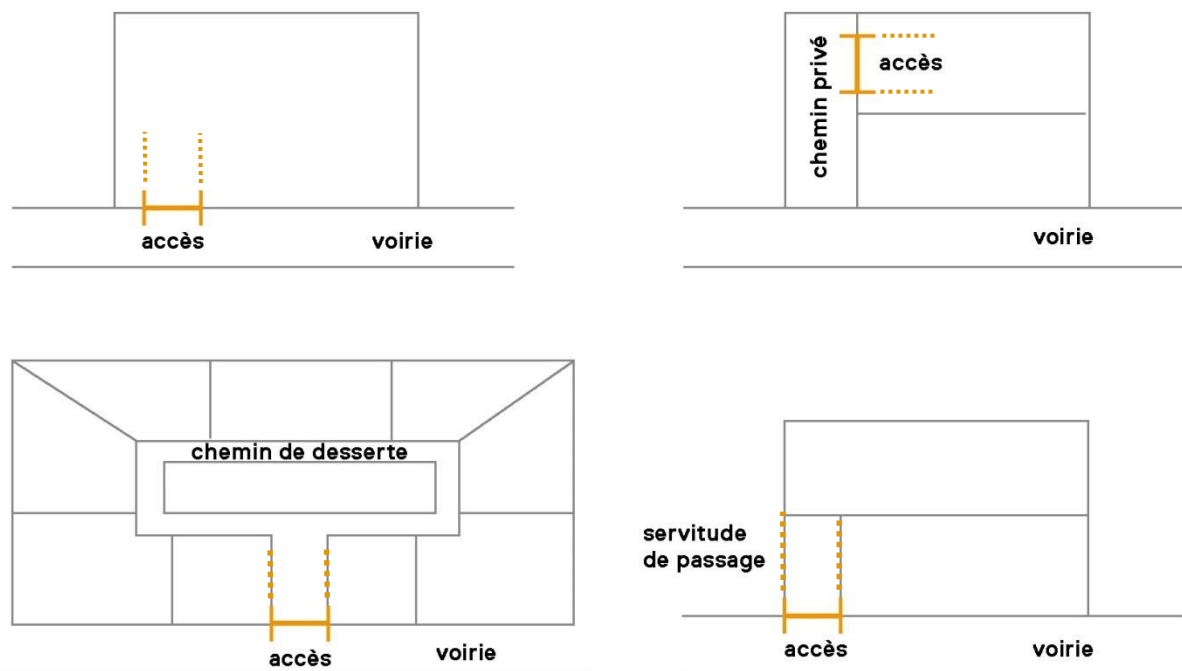 accès
voirie
chemin privé
accès
voirie
chemin de desserte
accès
voirie
servitude
de passage
accès
voirie